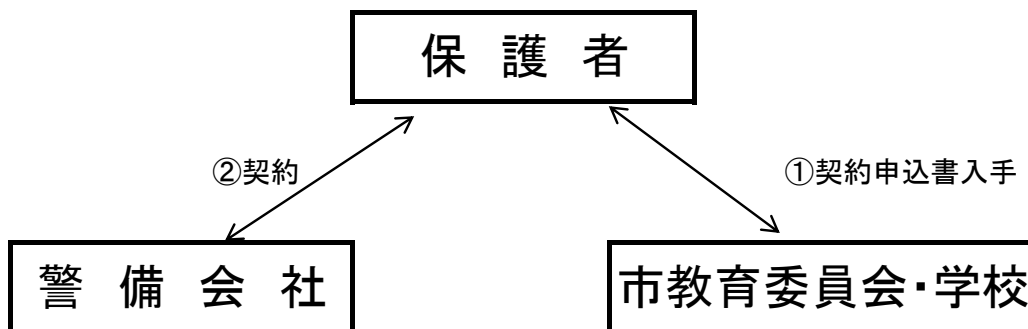 保 護 者
②契約
①契約申込書入手
警 備 会 社
市教育委員会・学校